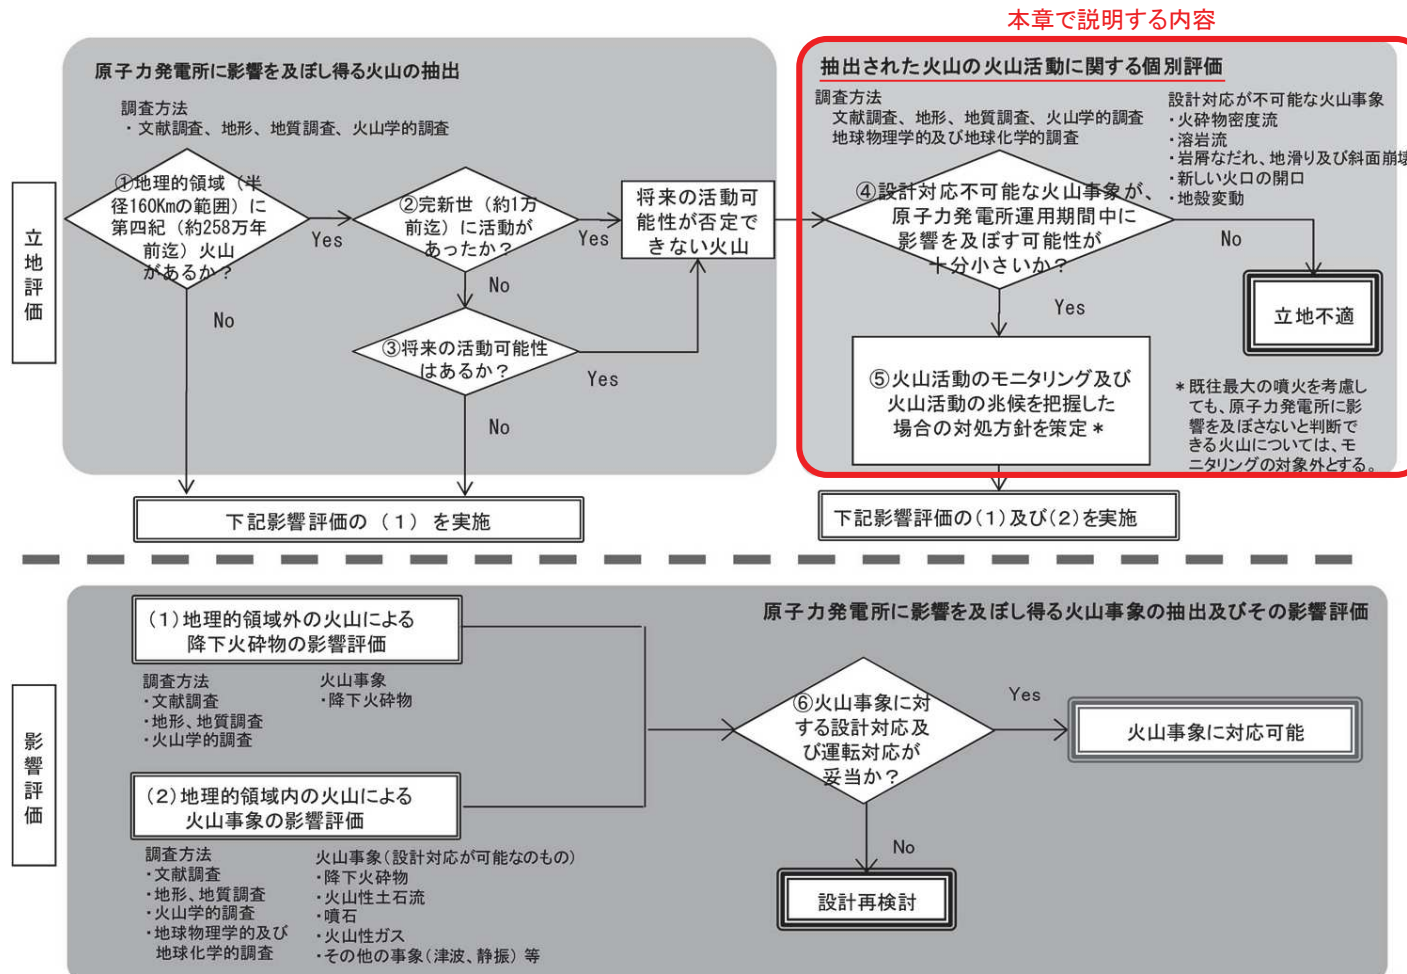 本章で説明する内容
原子力発電所に影響を及ぼし得る火山の抽出
調査方法
・文献調査、地形、地質調査、火山学的調査
立地評価
①地理的領域（半
径160Kmの範囲）に
第四紀（約258万年
前迄）火山
があるか？
Yes
No
②完新世（約1万
前迄）に活動が
あったか？
Yes
No
③将来の活動可能性
はあるか？
Yes
No
将来の活動可
能性が否定で
きない火山
抽出された火山の火山活動に関する個別評価
調査方法
文献調査、地形、地質調査、火山学的調査
地球物理学的及び地球化学的調査
設計対応が不可能な火山事象
・火砕物密度流
・溶岩流
・岩屑なだれ、地滑り及び斜面崩壊
・新しい火口の開口
・地殻変動
④設計対応不可能な火山事象が、
原子力発電所運用期間中に
影響を及ぼす可能性が
十分小さいか？
No
Yes
立地不適
⑤火山活動のモニタリング及び
火山活動の兆候を把握した
場合の対処方針を策定＊
＊既往最大の噴火を考慮し
ても、原子力発電所に影
響を及ぼさないと判断で
きる火山については、モ
ニタリングの対象外とする。
下記影響評価の（１）を実施
下記影響評価の(1)及び(2)を実施
影響評価
原子力発電所に影響を及ぼし得る火山事象の抽出及びその影響評価
(1)地理的領域外の火山による
降下火砕物の影響評価
調査方法
・文献調査
・地形、地質調査
・火山学的調査
火山事象
・降下火砕物
(2)地理的領域内の火山による
火山事象の影響評価
調査方法
・文献調査
・地形、地質調査
・火山学的調査
・地球物理学的及び
地球化学的調査
火山事象(設計対応が可能なのもの)
・降下火砕物
・火山性土石流
・噴石
・火山性ガス
・その他の事象(津波、静振)等
⑥火山事象に対
する設計対応及
び運転対応が
妥当か？
Yes
No
火山事象に対応可能
設計再検討